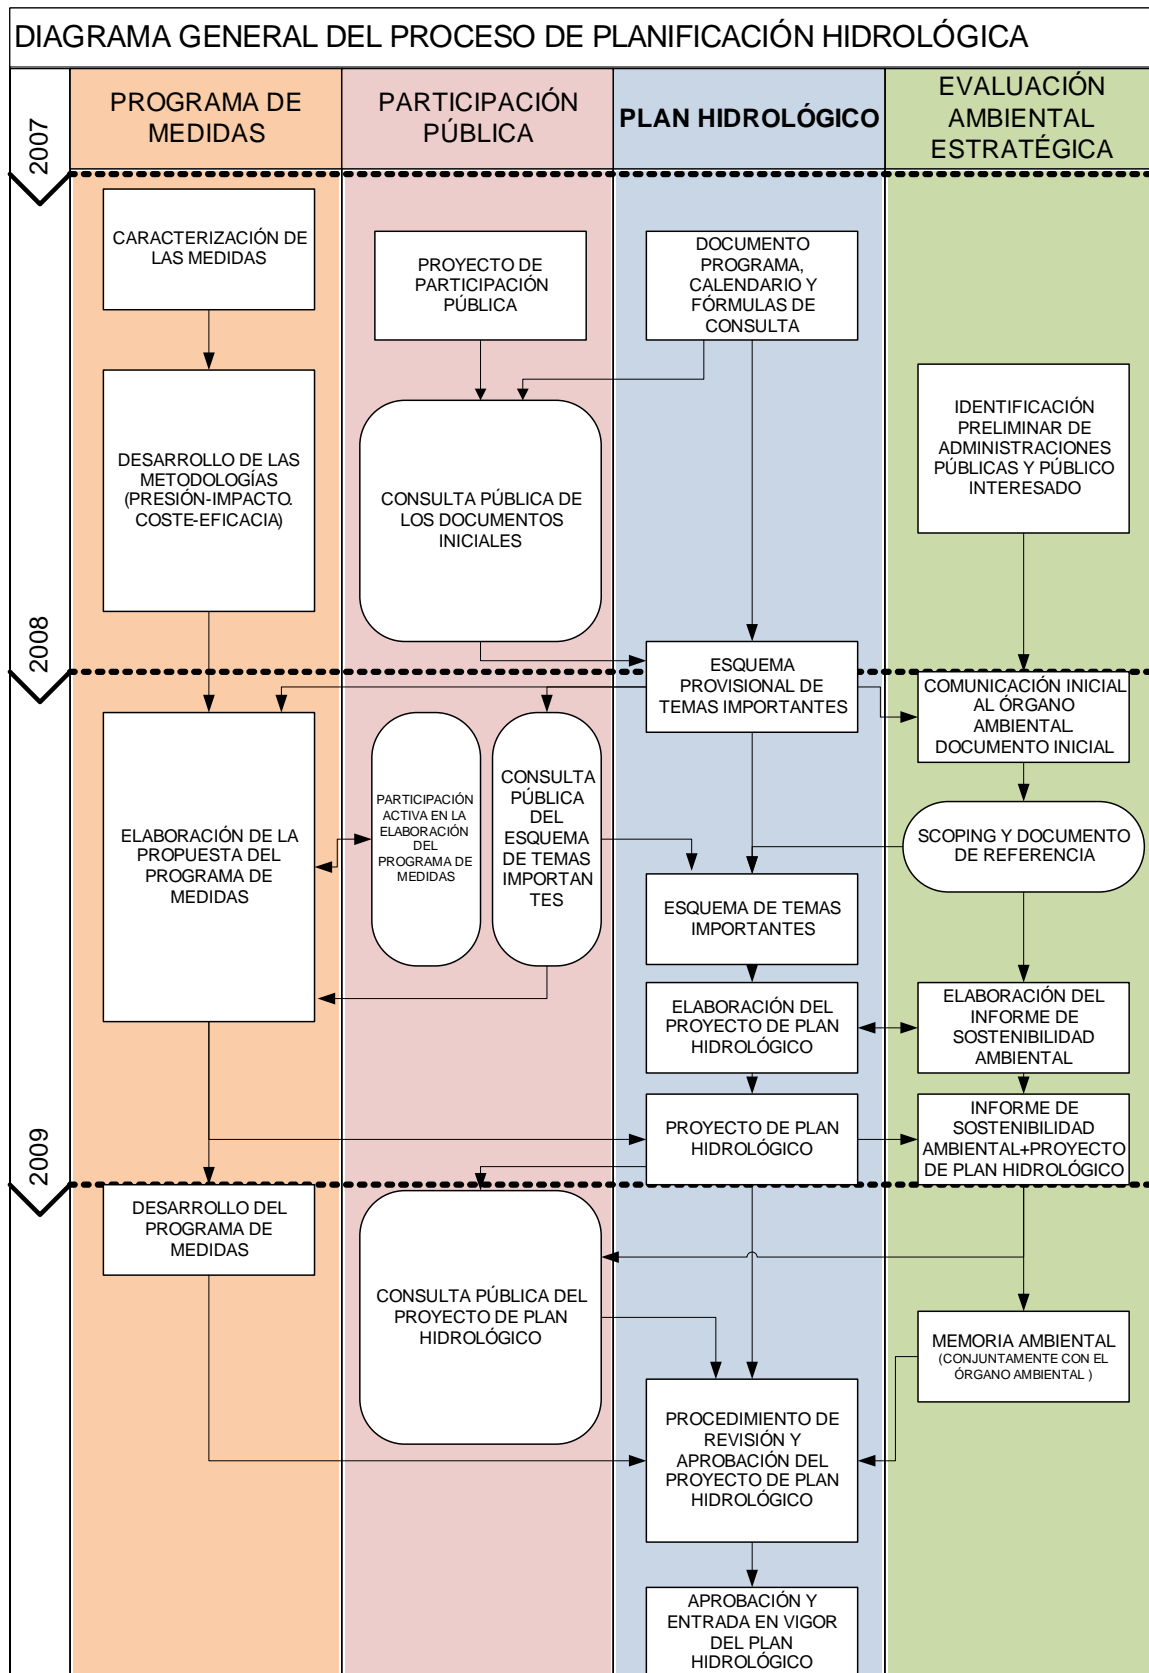 DIAGRAMA GENERAL DEL PROCESO DE PLANIFICACIÓN HIDROLÓGICA
2007
PROGRAMA DE
MEDIDAS
PARTICIPACIÓN
PÚBLICA
PLAN HIDROLÓGICO
EVALUACIÓN
AMBIENTAL
ESTRATÉGICA
CARACTERIZACIÓN DE
LAS MEDIDAS
PROYECTO DE
PARTICIPACIÓN
PÚBLICA
DOCUMENTO
PROGRAMA,
CALENDARIO Y
FÓRMULAS DE
CONSULTA
IDENTIFICACIÓN
PRELIMINAR DE
ADMINISTRACIONES
PÚBLICAS Y PÚBLICO
INTERESADO
DESARROLLO DE LAS
METODOLOGÍAS
(PRESIÓN-IMPACTO.
COSTE-EFICACIA)
CONSULTA PÚBLICA DE
LOS DOCUMENTOS
INICIALES
2008
ESQUEMA
PROVISIONAL DE
TEMAS IMPORTANTES
COMUNICACIÓN INICIAL
AL ÓRGANO
AMBIENTAL.
DOCUMENTO INICIAL
ELABORACIÓN DE LA
PROPUESTA DEL
PROGRAMA DE
MEDIDAS
PARTICIPACIÓN
ACTIVA EN LA
ELABORACIÓN
DEL
PROGRAMA DE
MEDIDAS
CONSULTA
PÚBLICA
DEL
ESQUEMA
DE TEMAS
IMPORTAN
TES
SCOPING Y DOCUMENTO
DE REFERENCIA
ESQUEMA DE TEMAS
IMPORTANTES
ELABORACIÓN DEL
PROYECTO DE PLAN
HIDROLÓGICO
ELABORACIÓN DEL
INFORME DE
SOSTENIBILIDAD
AMBIENTAL
PROYECTO DE PLAN
HIDROLÓGICO
INFORME DE
SOSTENIBILIDAD
AMBIENTAL+PROYECTO
DE PLAN HIDROLÓGICO
2009
DESARROLLO DEL
PROGRAMA DE
MEDIDAS
CONSULTA PÚBLICA DEL
PROYECTO DE PLAN
HIDROLÓGICO
MEMORIA AMBIENTAL
(CONJUNTAMENTE CON EL
ÓRGANO AMBIENTAL )
PROCEDIMIENTO DE
REVISIÓN Y
APROBACIÓN DEL
PROYECTO DE PLAN
HIDROLÓGICO
APROBACIÓN Y
ENTRADA EN VIGOR
DEL PLAN
HIDROLÓGICO